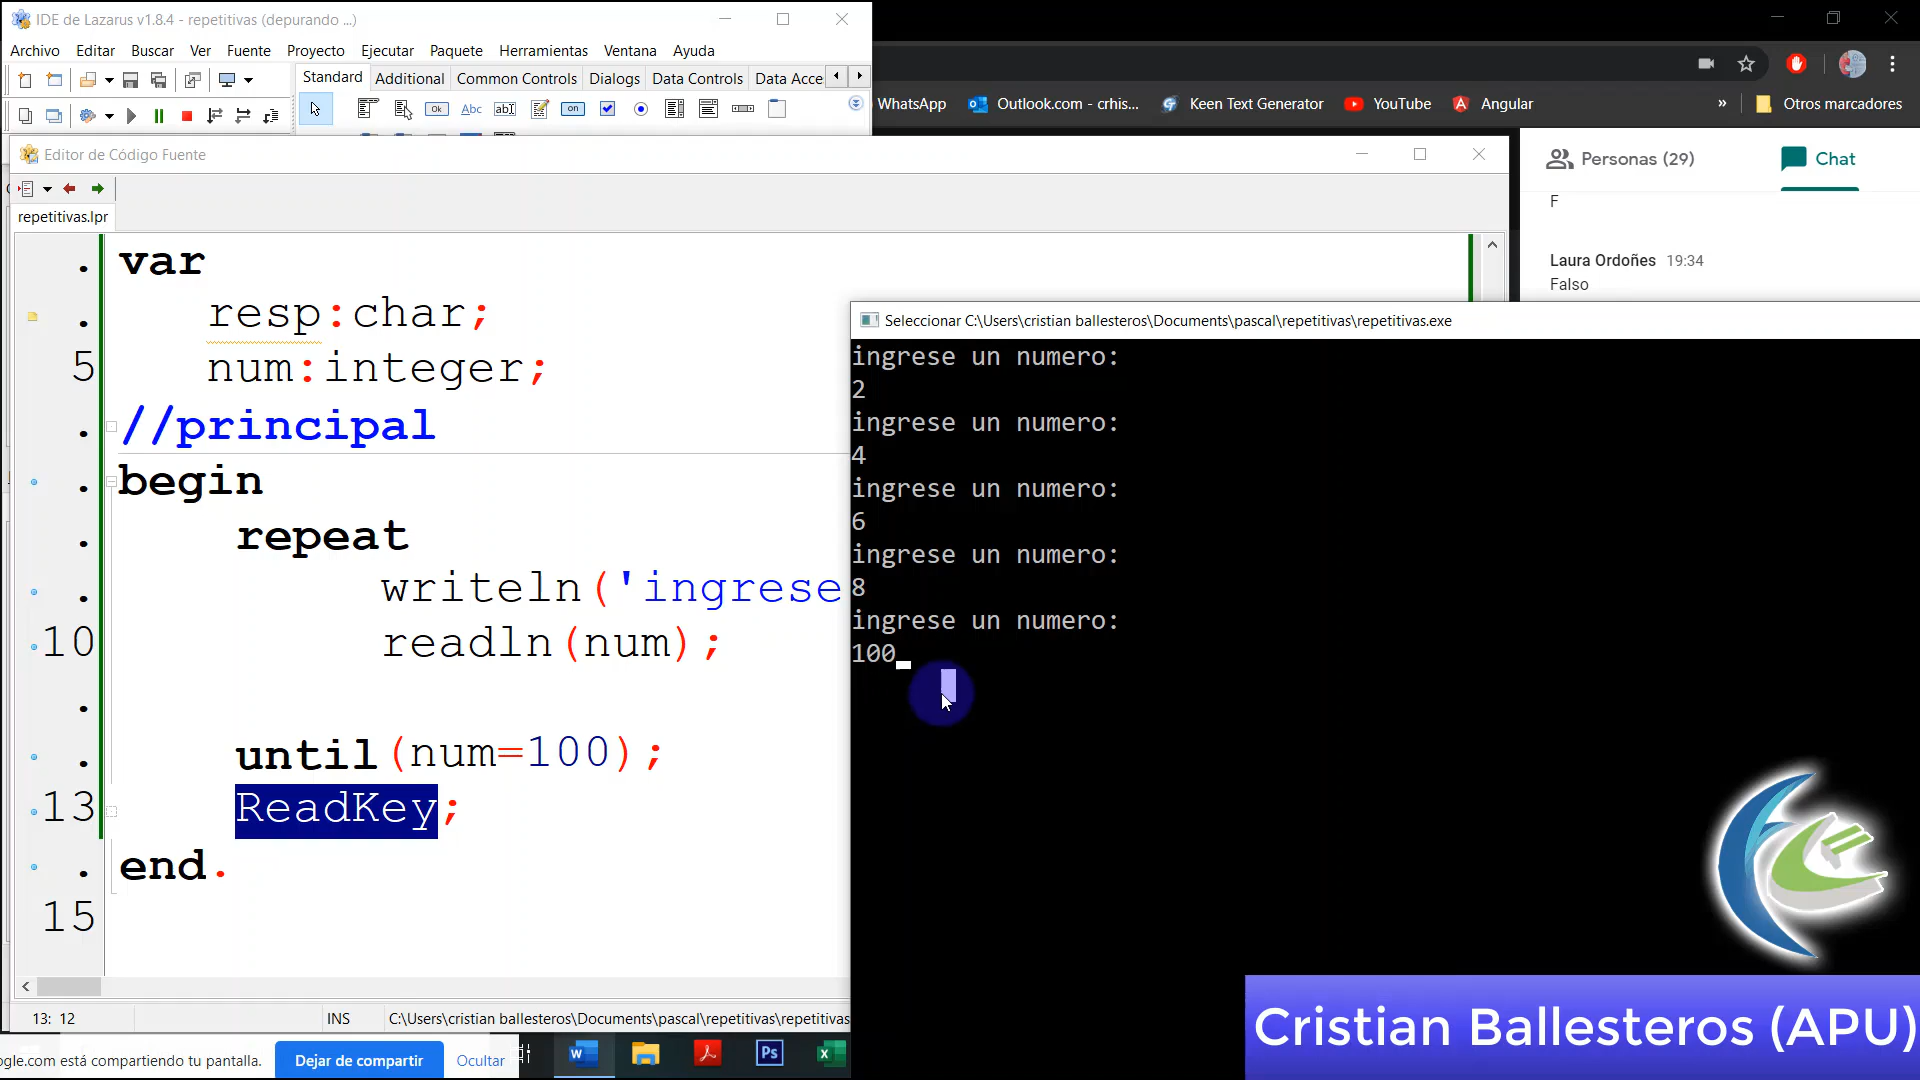 IDE de Lazarus v1.8.4 - repetitivas (depurando ...)
Archivo Editar Buscar Ver Fuente Proyecto Ejecutar Paquete Herramientas Ventana Ayuda
Standard Additional Common Controls Dialogs Data Controls Data Acce
Ok Abc ab on
WhatsApp Outlook.com - crhis... Keen Text Generator YouTube Angular » Otros marcadores
Editor de Código Fuente
Personas (29) Chat
repetitivas.lpr
F
Laura Ordoñes 19:34
Falso
. var
. resp:char;
5 num:integer;
. //principal
. begin
. repeat
. writeln('ingrese
10 readln(num);
.
. until(num=100);
13 ReadKey;
. end.
15
Seleccionar C:\Users\cristian ballesteros\Documents\pascal\repetitivas\repetitivas.exe
ingrese un numero:
2
ingrese un numero:
4
ingrese un numero:
6
ingrese un numero:
8
ingrese un numero:
100
13: 12 INS C:\Users\cristian ballesteros\Documents\pascal\repetitivas\repetitivas
ogle.com está compartiendo tu pantalla. Dejar de compartir Ocultar
Ps
Cristian Ballesteros (APU)